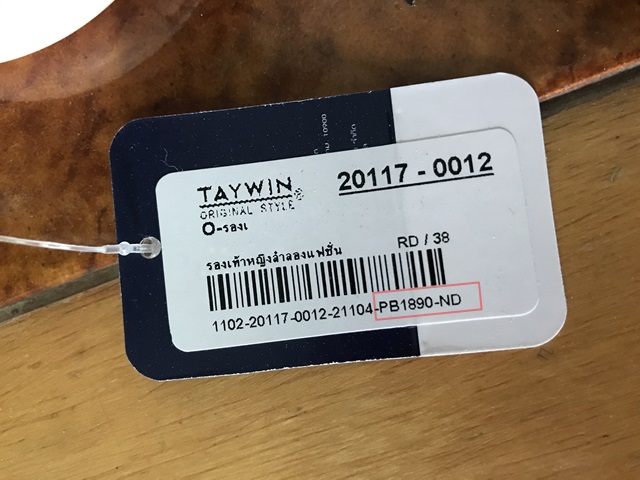 TAYWIN
ORIGINAL STYLE
®
20117 - 0012
O-รองเ
รองเท้าหญิงลำลองแฟชั่น
RD / 38
1102-20117-0012-21104-PB1890-ND
10900